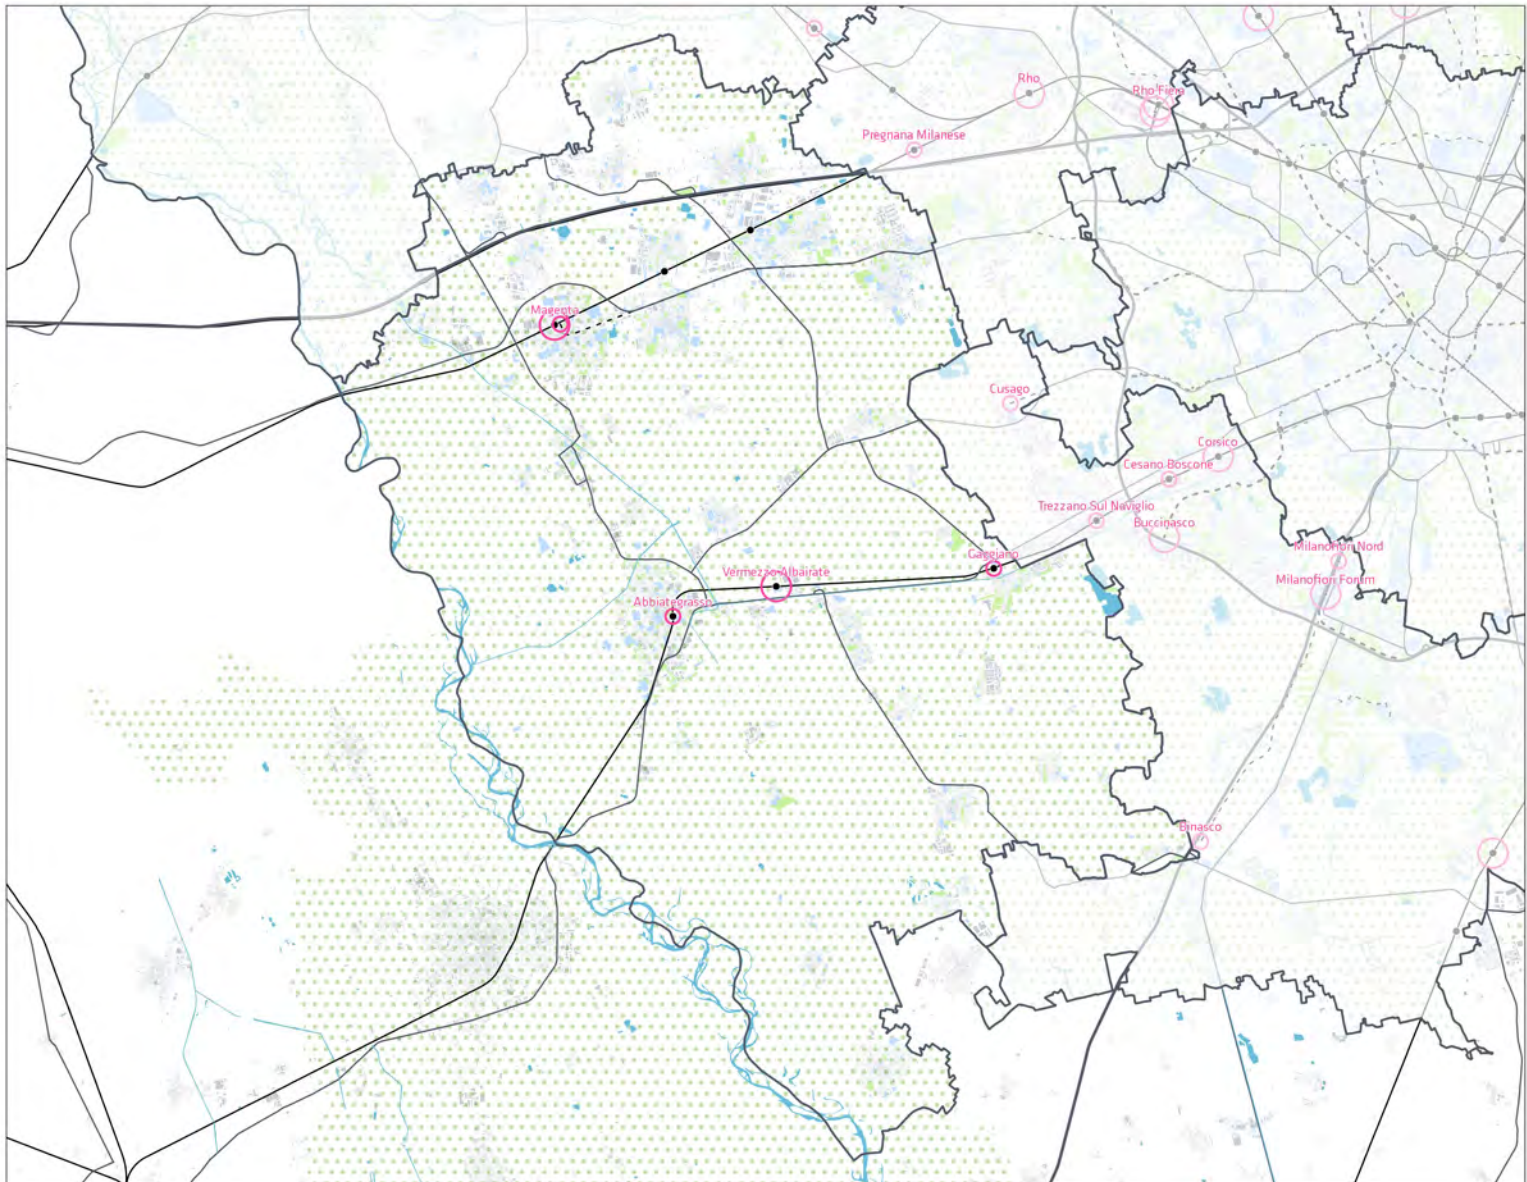 Rho
Rho Fiera
Pregnana Milanese
Magenta
Cusago
Corsico
Cesano Boscone
Trezzano Sul Naviglio
Buccinasco
Milanofiori Nord
Gaggiano
Vermezzo Albairate
Milanofiori Forum
Abbiategrasso
Binasco